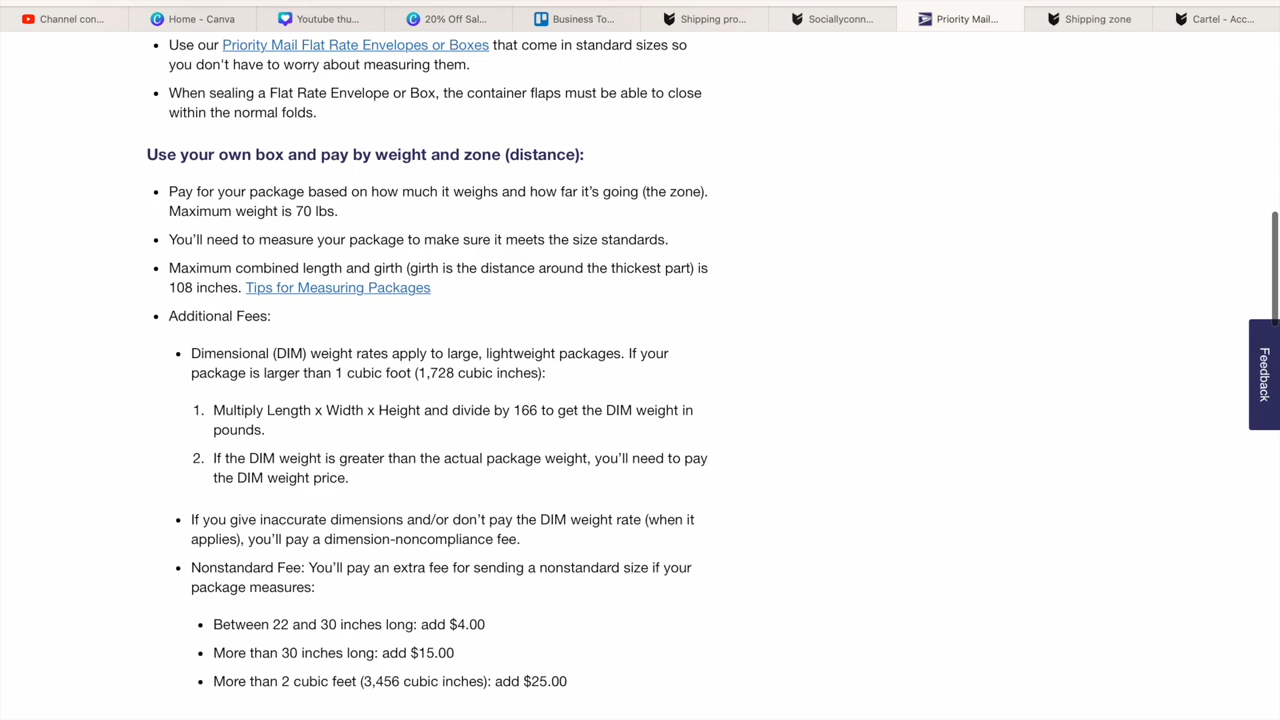 Channel con...
Home - Canva
Youtube thu...
20% Off Sal...
Business To...
Shipping pro...
Sociallyconn...
Priority Mail...
Shipping zone
Cartel - Acc...
• Use our Priority Mail Flat Rate Envelopes or Boxes that come in standard sizes so
you don't have to worry about measuring them.
• When sealing a Flat Rate Envelope or Box, the container flaps must be able to close
within the normal folds.
Use your own box and pay by weight and zone (distance):
• Pay for your package based on how much it weighs and how far it’s going (the zone).
Maximum weight is 70 lbs.
• You’ll need to measure your package to make sure it meets the size standards.
• Maximum combined length and girth (girth is the distance around the thickest part) is
108 inches. Tips for Measuring Packages
• Additional Fees:
• Dimensional (DIM) weight rates apply to large, lightweight packages. If your
package is larger than 1 cubic foot (1,728 cubic inches):
1. Multiply Length x Width x Height and divide by 166 to get the DIM weight in
pounds.
2. If the DIM weight is greater than the actual package weight, you’ll need to pay
the DIM weight price.
• If you give inaccurate dimensions and/or don’t pay the DIM weight rate (when it
applies), you’ll pay a dimension-noncompliance fee.
• Nonstandard Fee: You’ll pay an extra fee for sending a nonstandard size if your
package measures:
• Between 22 and 30 inches long: add $4.00
• More than 30 inches long: add $15.00
• More than 2 cubic feet (3,456 cubic inches): add $25.00
Feedback